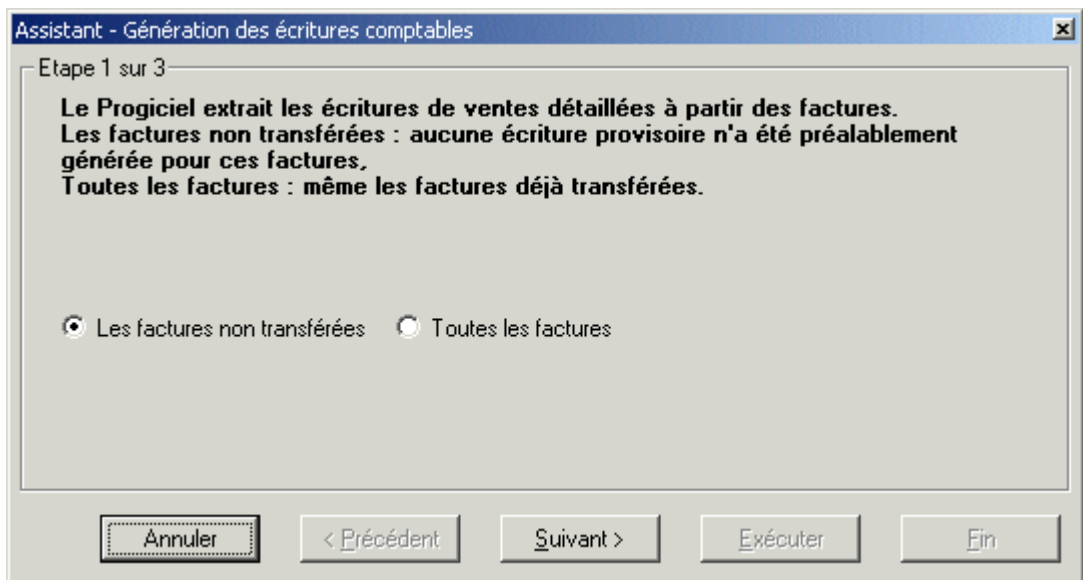 Assistant - Génération des écritures comptables
Etape 1 sur 3
Le Progiciel extrait les écritures de ventes détaillées à partir des factures.
Les factures non transférées : aucune écriture provisoire n'a été préalablement
générée pour ces factures,
Toutes les factures : même les factures déjà transférées.
Les factures non transférées Toutes les factures
Annuler < Précédent Suivant > Exécuter Fin